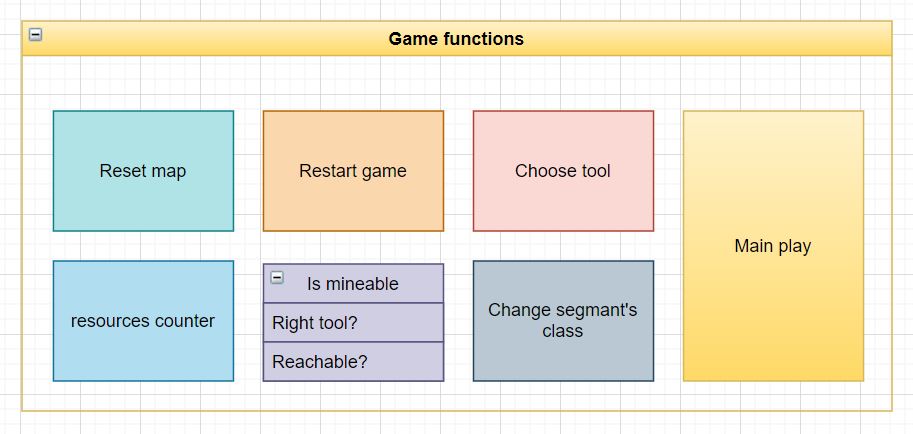 Game functions
Reset map
Restart game
Choose tool
Main play
resources counter
Is mineable
Right tool?
Reachable?
Change segmant's
class